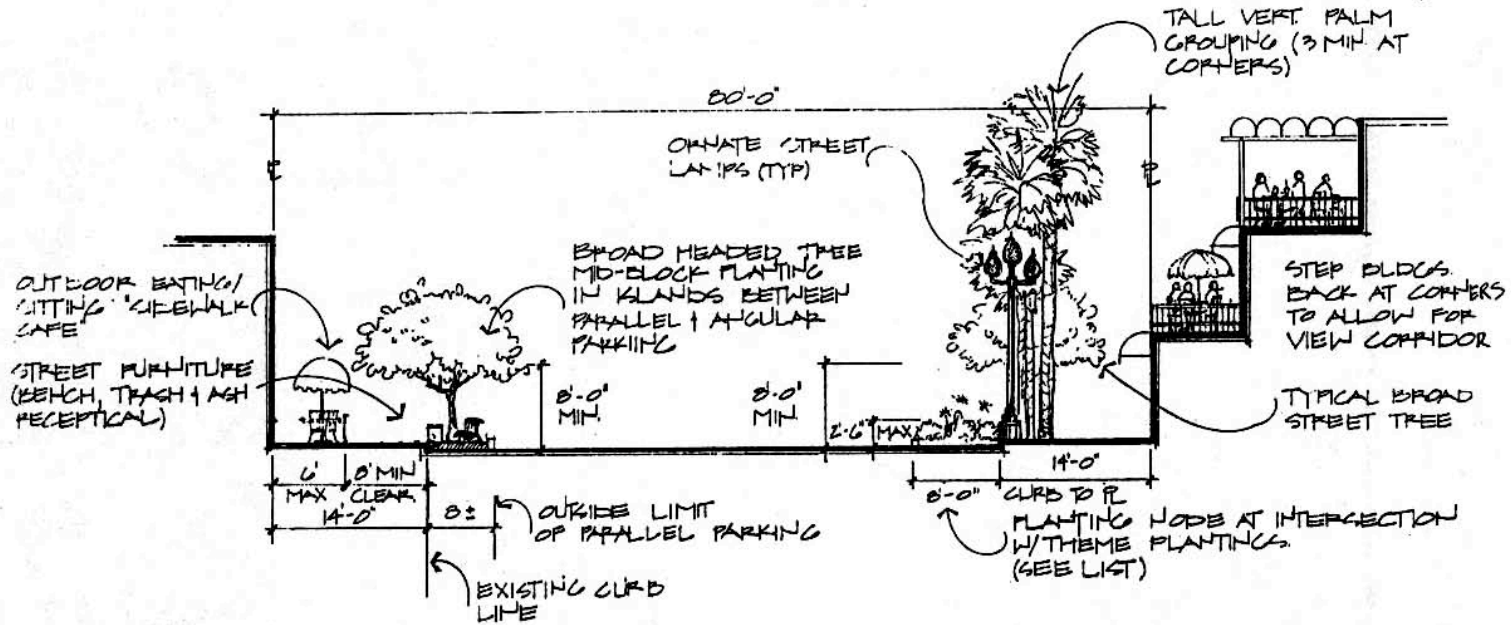 TALL VERT. PALM
GROUPING (3 MIN. AT
CORNERS)
80'-0"
ORNATE STREET
LAMPS (TYP)
PL
PL
BROAD HEADED TREE
MID-BLOCK PLANTING
IN ISLANDS BETWEEN
PARALLEL & ANGULAR
PARKIING
OUTDOOR EATING/
SITTING "SIDEWALK
CAFE"
STREET FURNITURE
(BENCH, TRASH & ASH
RECEPTICAL)
STEP BLDGS.
BACK AT CORNERS
TO ALLOW FOR
VIEW CORRIDOR
TYPICAL BROAD
STREET TREE
8'-0"
MIN.
8'-0"
MIN.
2'-6" MAX
6'
MAX
8' MIN
CLEAR
14'-0"
8±
OUTSIDE LIMIT
OF PARALLEL PARKING
EXISTING CURB
LINE
14'-0"
8'-0"
CURB TO PL
PLANTING NODE AT INTERSECTION
W/THEME PLANTINGS.
(SEE LIST)